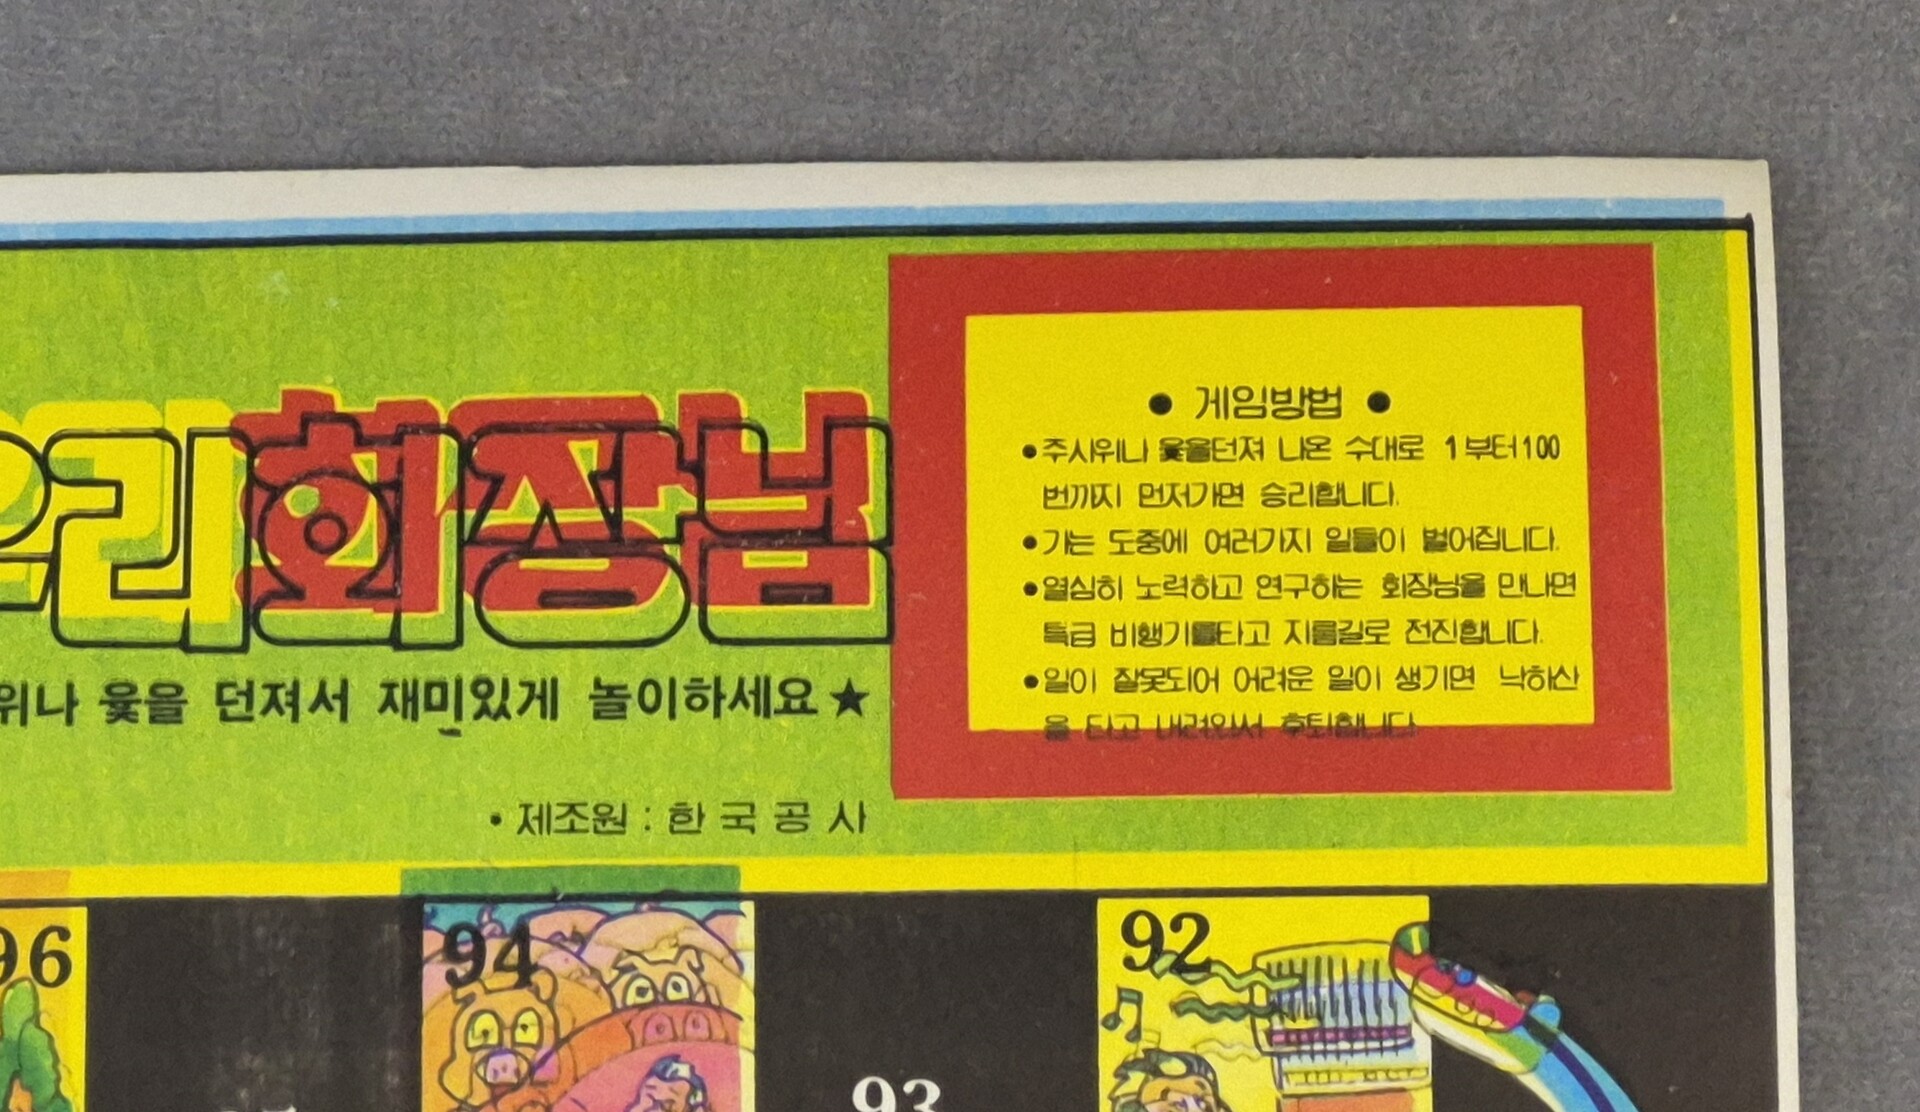 우리회장님
위나 윷을 던져서 재미있게 놀이하세요★
• 제조원 : 한국공사
● 게임방법 ●
•주사위나 윷을던져 나온 수대로 1부터100
번까지 먼저가면 승리합니다.
•가는 도중에 여러가지 일들이 벌어집니다.
•열심히 노력하고 연구하는 회장님을 만나면
특급 비행기를타고 지름길로 전진합니다.
•일이 잘못되어 어려운 일이 생기면 낙하산
을 타고 내려와서 후퇴합니다
96
94
93
92